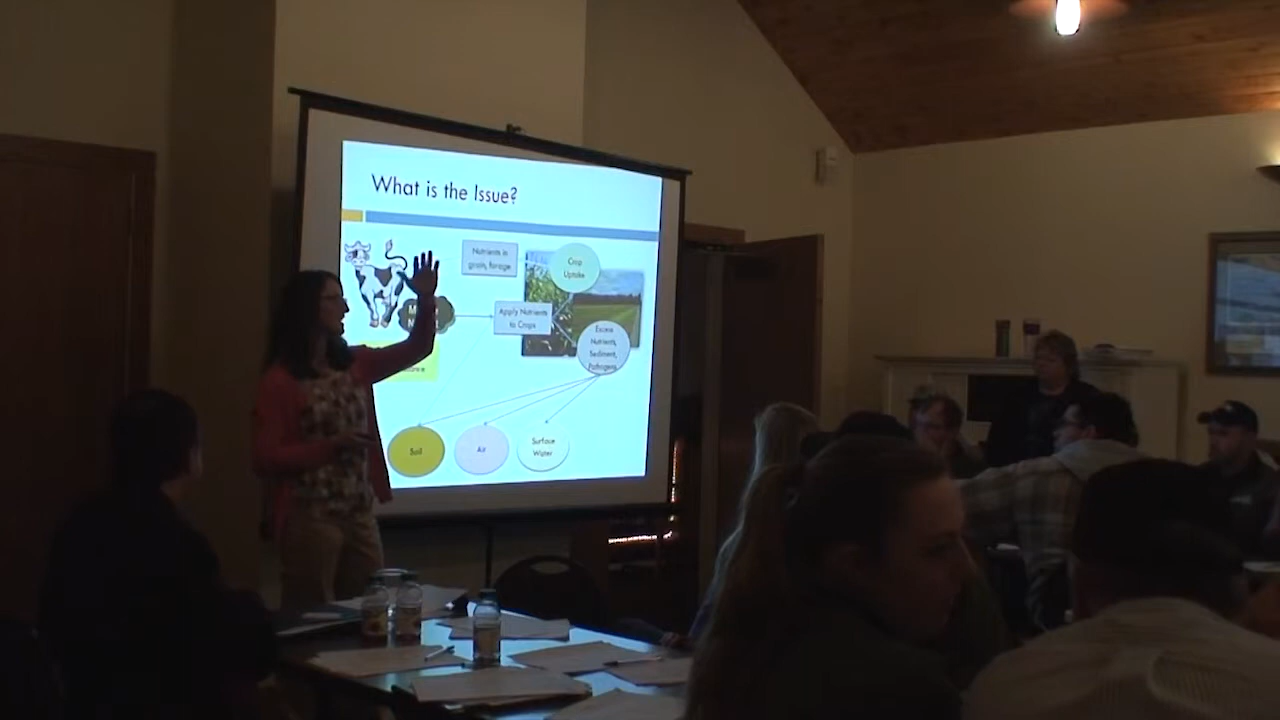 What is the Issue?
Nutrients in
grain, forage
Crop
Uptake
Apply Nutrients
to Crops
Excess
Nutrients,
Sediment,
Pathogens
Soil
Air
Surface
Water